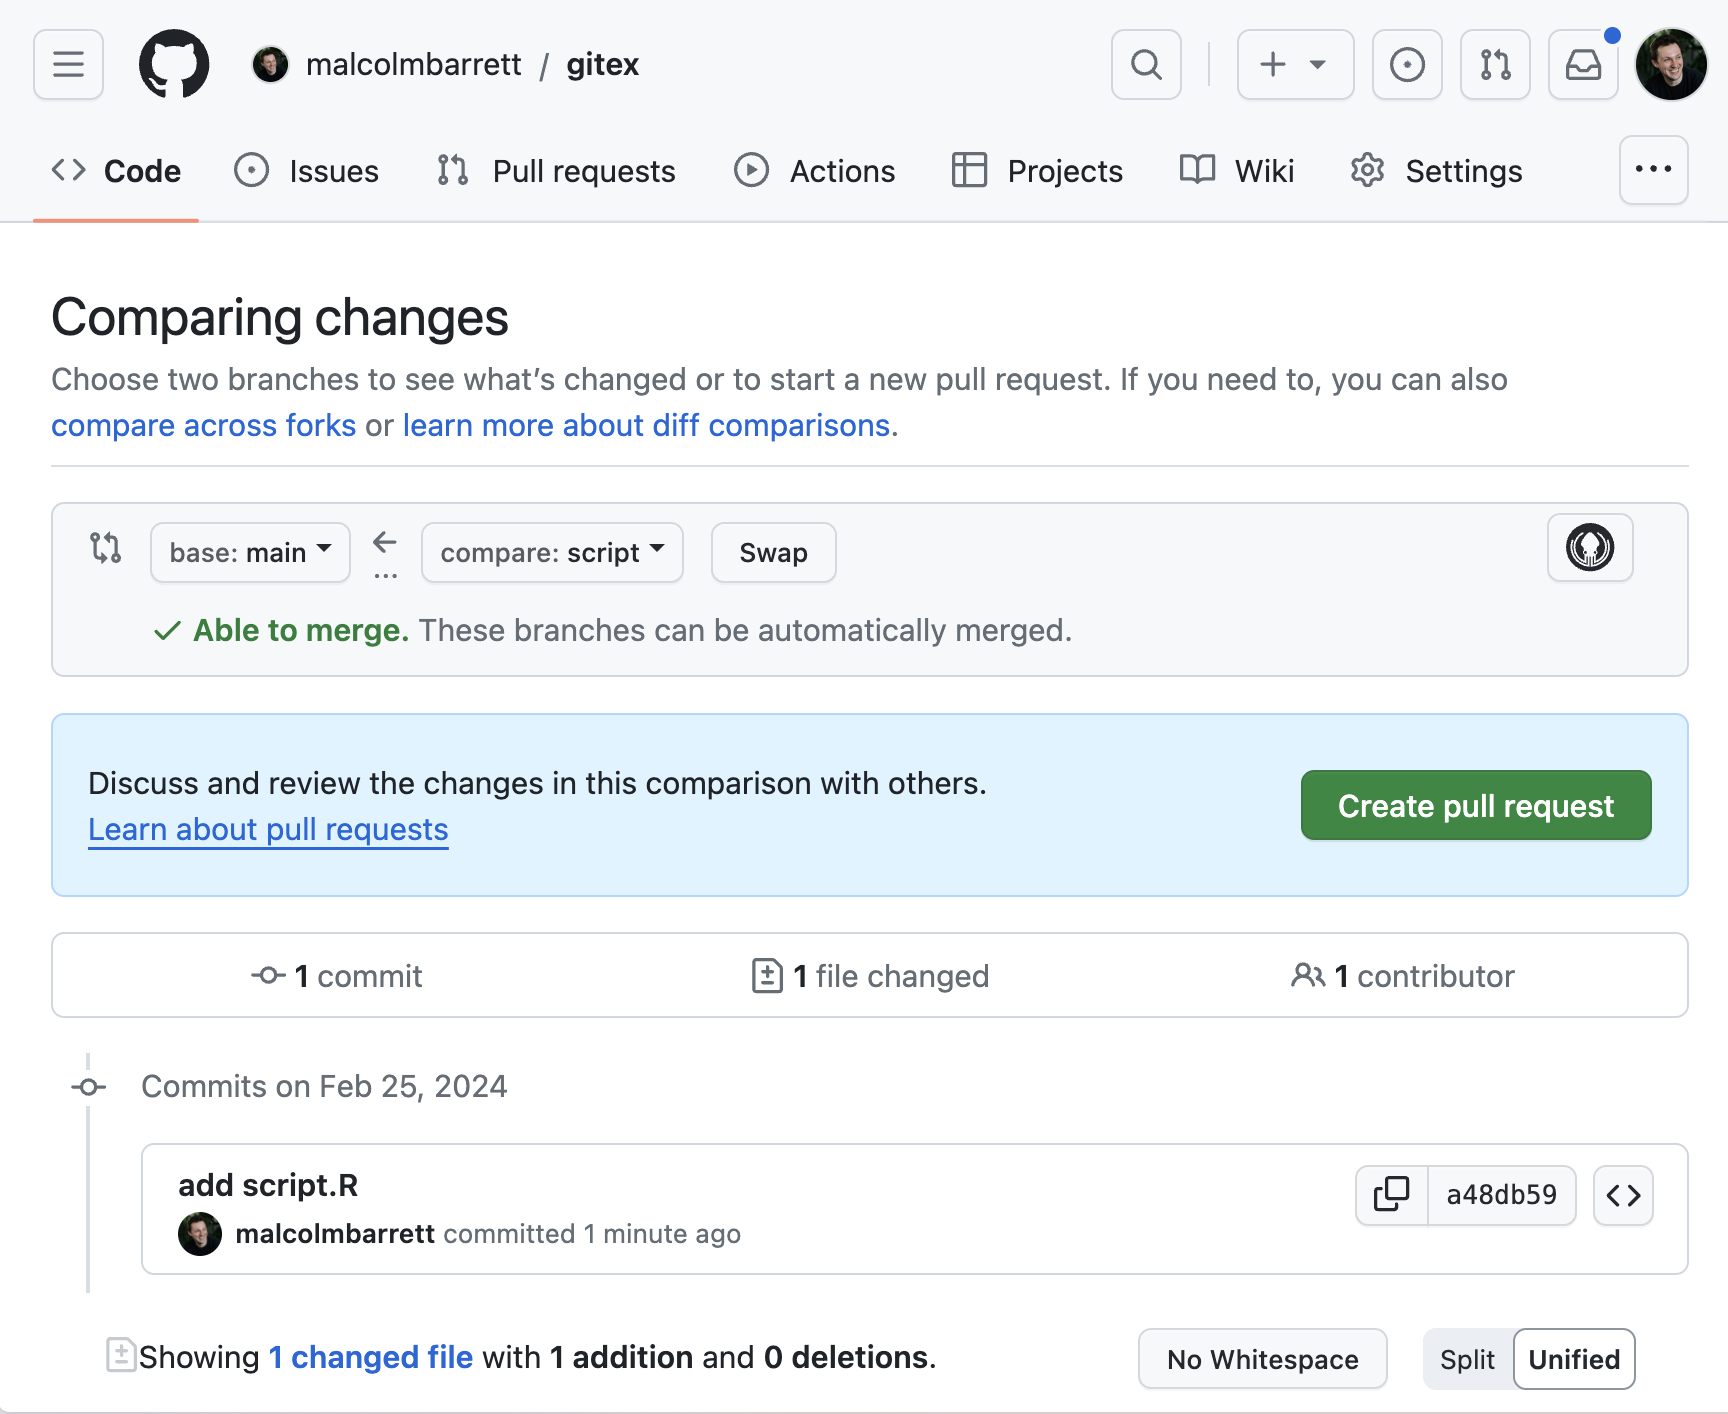 malcolmbarrett / gitex
Code Issues Pull requests Actions Projects Wiki Settings
Comparing changes
Choose two branches to see what's changed or to start a new pull request. If you need to, you can also
compare across forks or learn more about diff comparisons.
base: main compare: script Swap
Able to merge. These branches can be automatically merged.
Discuss and review the changes in this comparison with others.
Learn about pull requests
Create pull request
1 commit 1 file changed 1 contributor
Commits on Feb 25, 2024
add script.R
malcolmbarrett committed 1 minute ago
a48db59
Showing 1 changed file with 1 addition and 0 deletions.
No Whitespace Split Unified